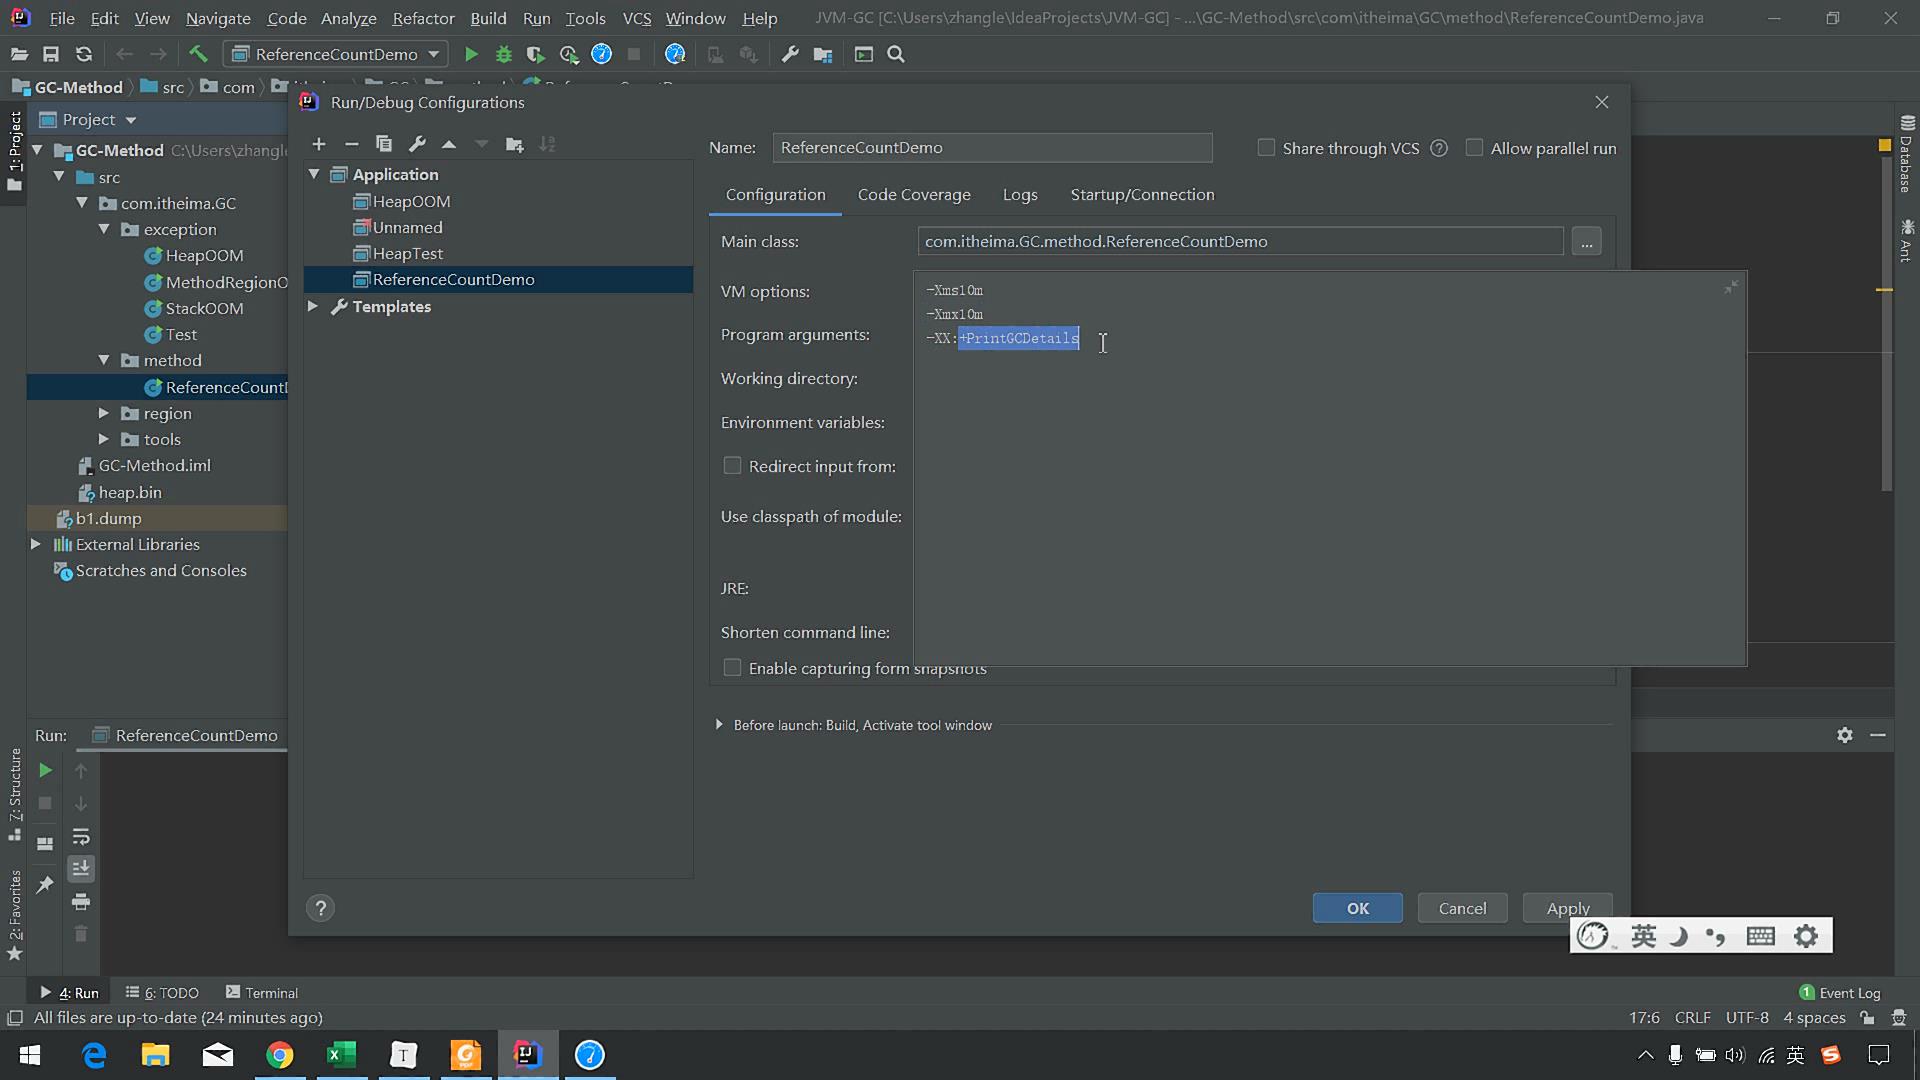 File Edit View Navigate Code Analyze Refactor Build Run Tools VCS Window Help JVM-GC [C:\Users\zhangle\IdeaProjects\JVM-GC] - ...\GC-Method\src\com\itheima\GC\method\ReferenceCountDemo.java
ReferenceCountDemo
GC-Method src com
Run/Debug Configurations
Project
1: Project
GC-Method C:\Users\zhangle
src
com.itheima.GC
exception
HeapOOM
MethodRegionO
StackOOM
Test
method
ReferenceCount
region
tools
GC-Method.iml
heap.bin
b1.dump
External Libraries
Scratches and Consoles
Application
HeapOOM
Unnamed
HeapTest
ReferenceCountDemo
Templates
Name: ReferenceCountDemo
Share through VCS ? Allow parallel run
Configuration Code Coverage Logs Startup/Connection
Main class: com.itheima.GC.method.ReferenceCountDemo ...
VM options:
-Xms10m
-Xmx10m
-XX:+PrintGCDetails
Program arguments:
Working directory:
Environment variables:
Redirect input from:
Use classpath of module:
JRE:
Shorten command line:
Enable capturing form snapshots
Before launch: Build, Activate tool window
? OK Cancel Apply
Database
Ant
Run: ReferenceCountDemo
7: Structure
2: Favorites
英
4: Run 6: TODO Terminal 1 Event Log
All files are up-to-date (24 minutes ago) 17:6 CRLF UTF-8 4 spaces
英